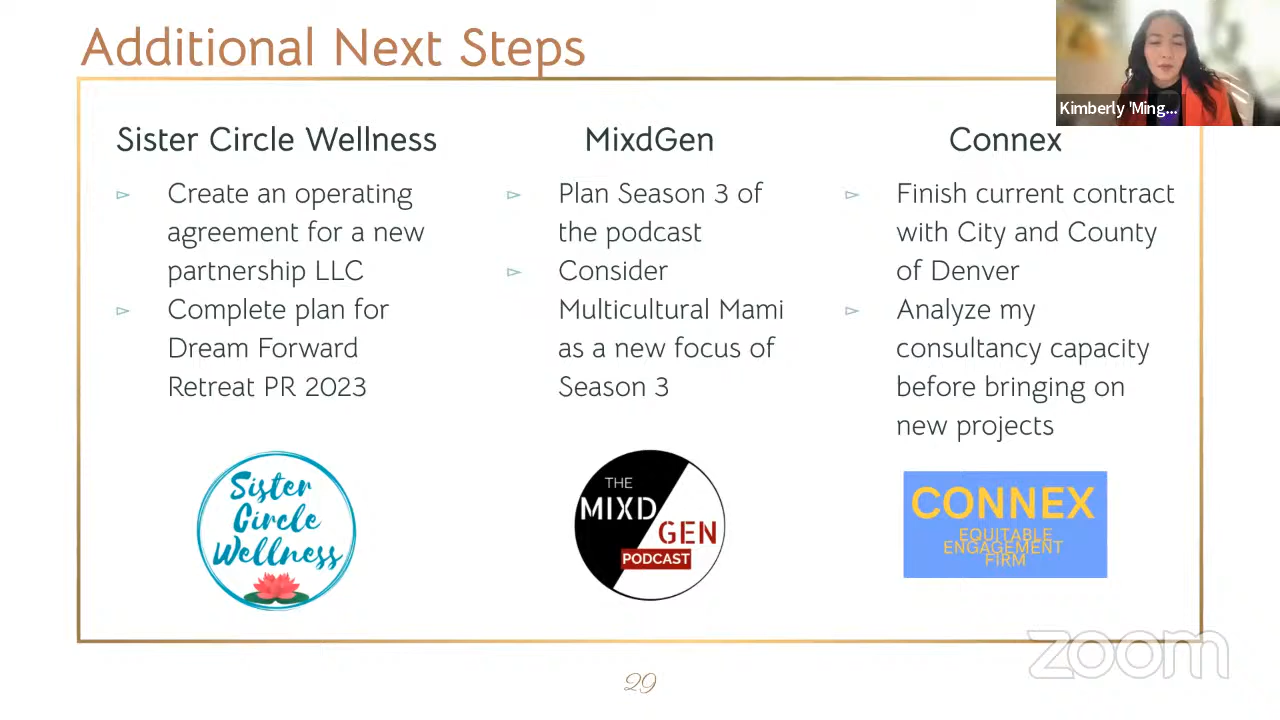 Additional Next Steps
Kimberly 'Ming...
Sister Circle Wellness
Create an operating
agreement for a new
partnership LLC
Complete plan for
Dream Forward
Retreat PR 2023
Sister
Circle
Wellness
MixdGen
Plan Season 3 of
the podcast
Consider
Multicultural Mami
as a new focus of
Season 3
THE
MIXD
GEN
PODCAST
Connex
Finish current contract
with City and County
of Denver
Analyze my
consultancy capacity
before bringing on
new projects
CONNEX
EQUITABLE
ENGAGEMENT
FIRM
zoom
29